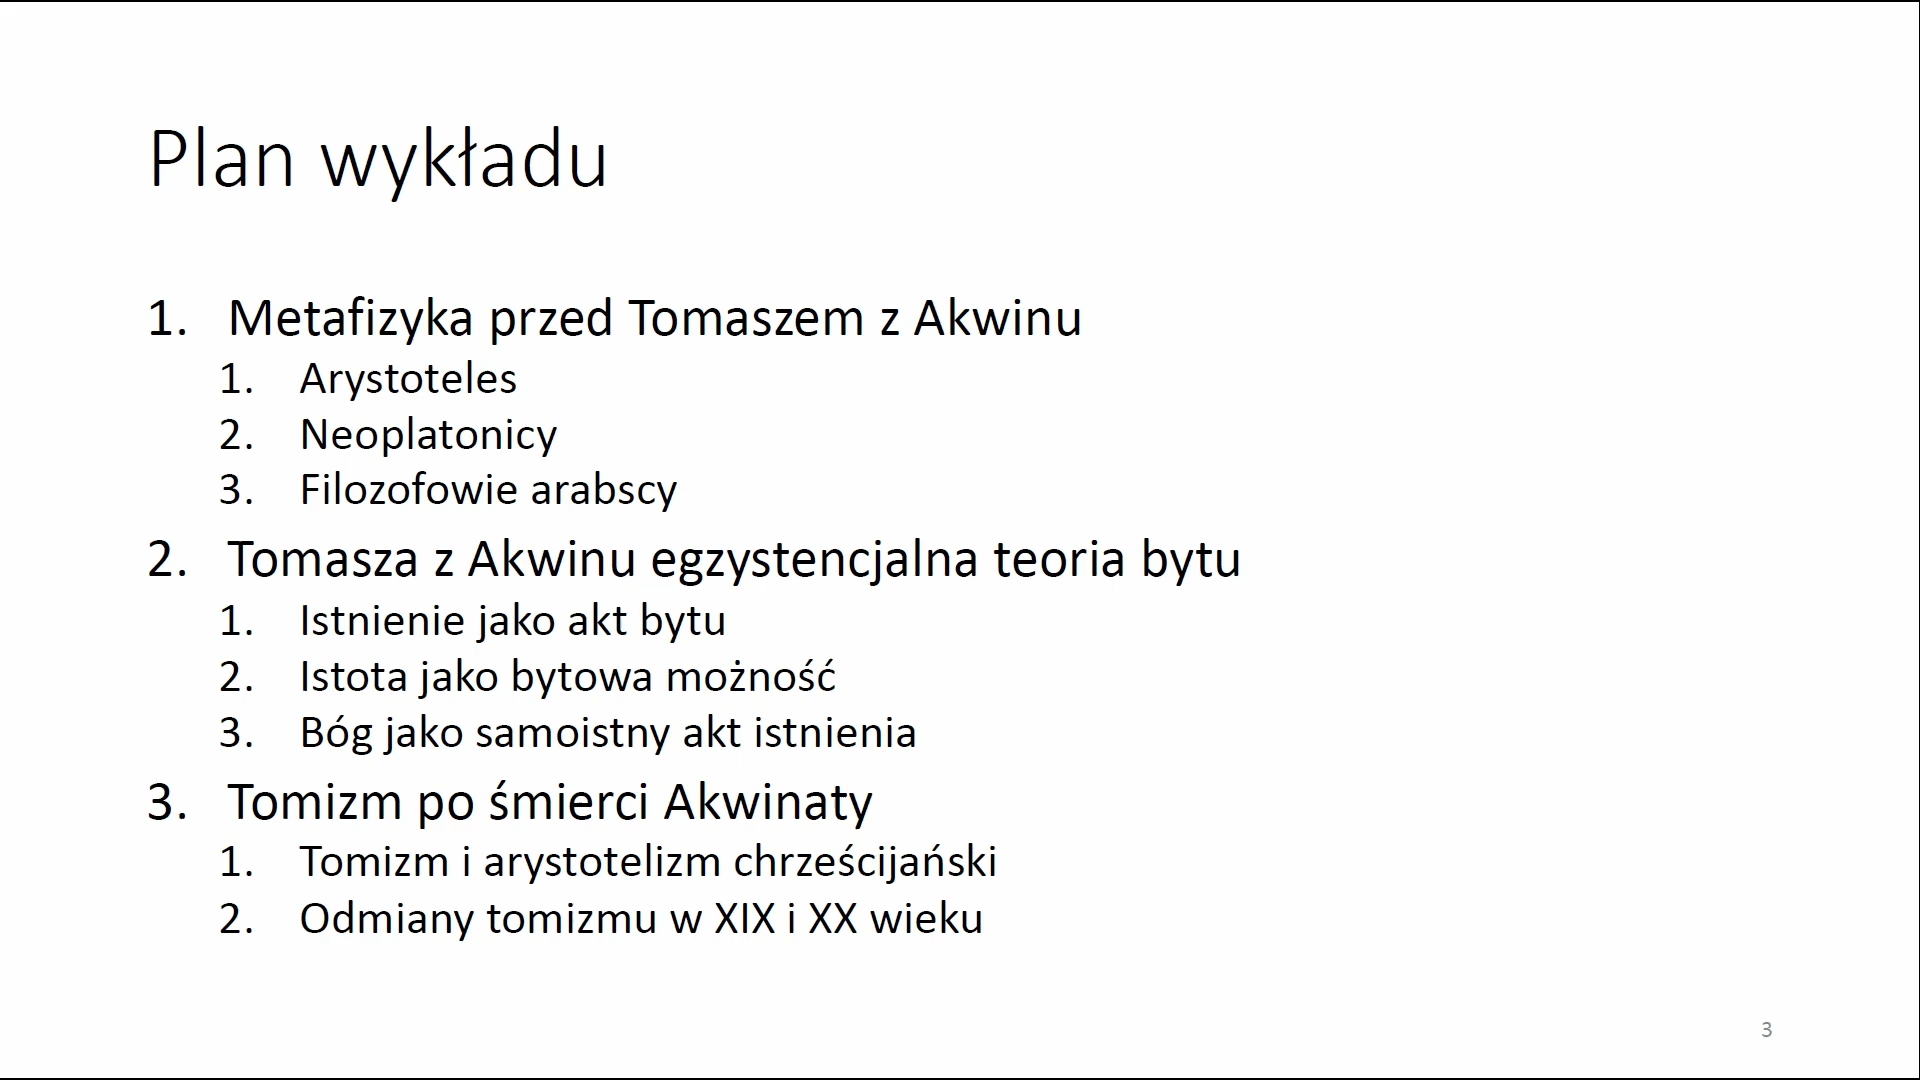 Plan wykładu
1. Metafizyka przed Tomaszem z Akwinu
1. Arystoteles
2. Neoplatonicy
3. Filozofowie arabscy
2. Tomasza z Akwinu egzystencjalna teoria bytu
1. Istnienie jako akt bytu
2. Istota jako bytowa możność
3. Bóg jako samoistny akt istnienia
3. Tomizm po śmierci Akwinaty
1. Tomizm i arystotelizm chrześcijański
2. Odmiany tomizmu w XIX i XX wieku
3